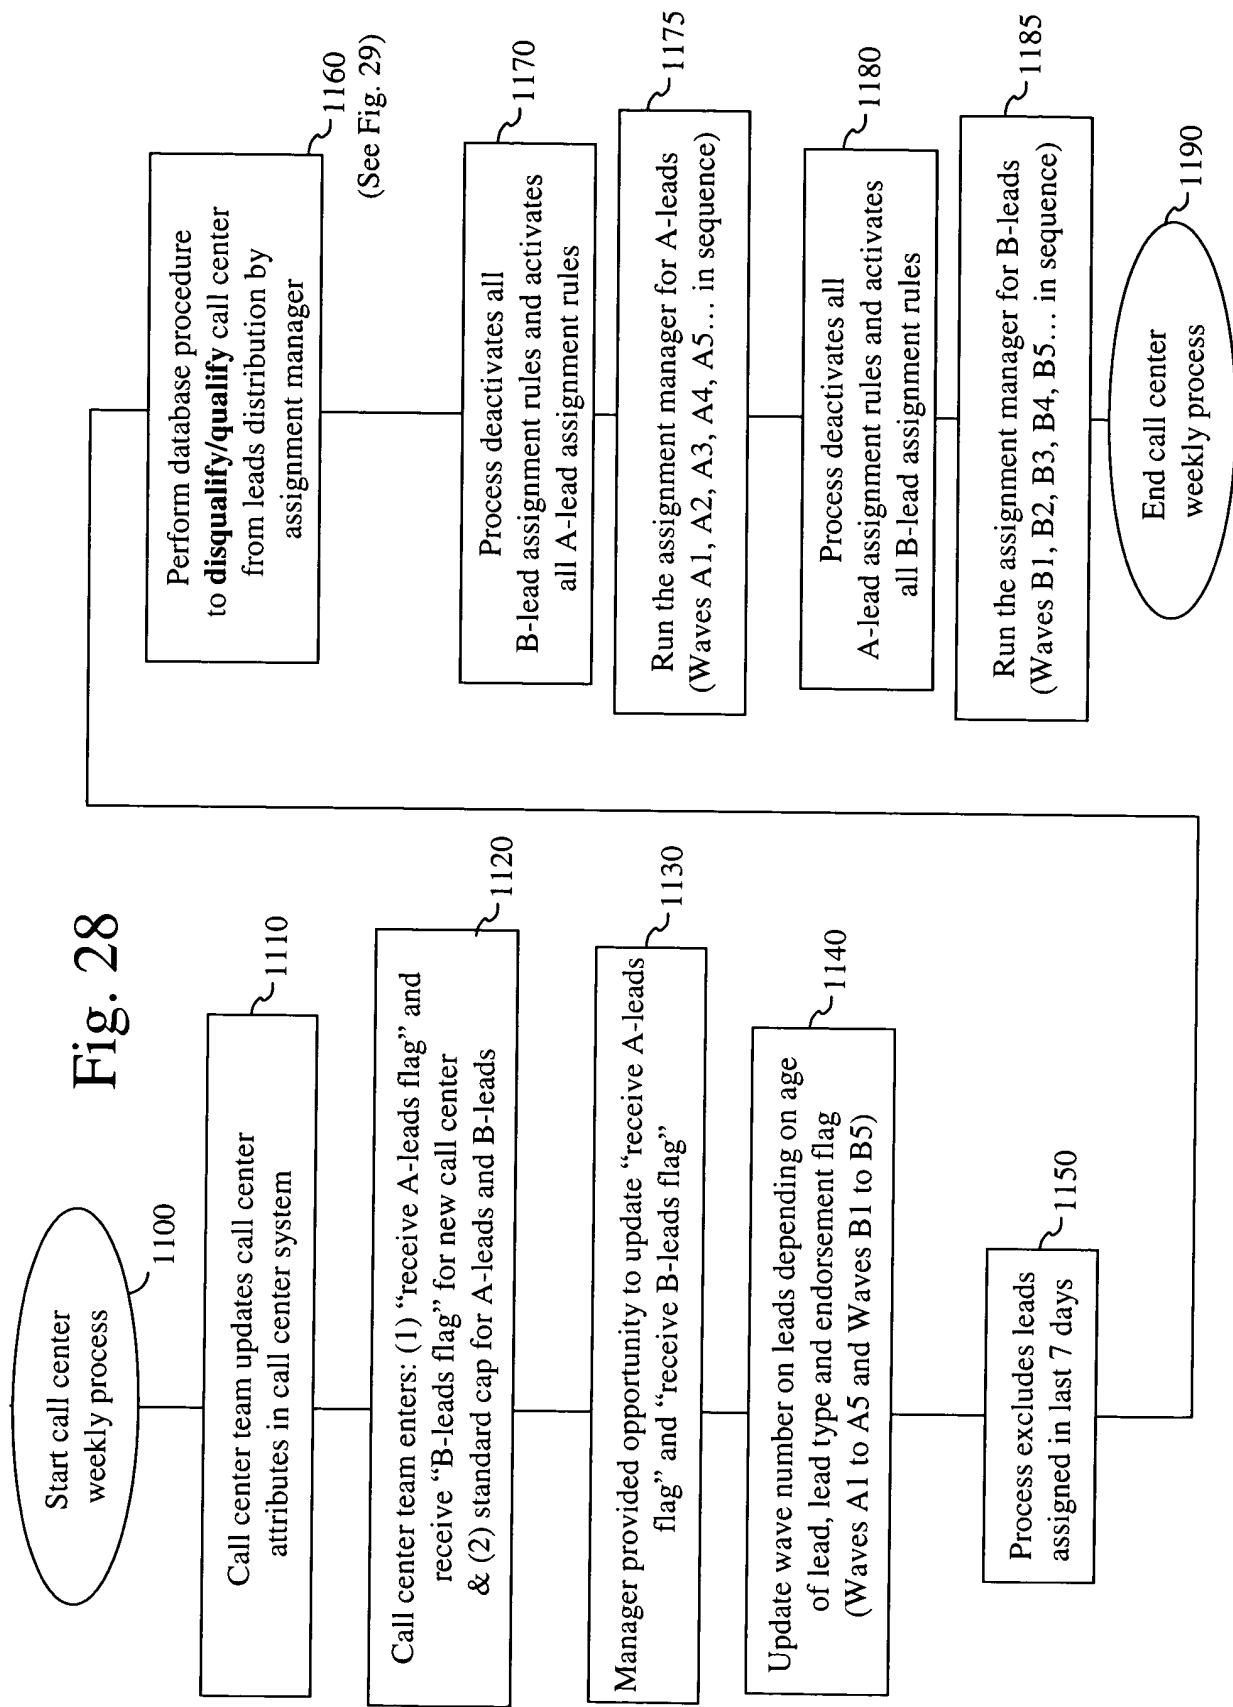 Fig. 28
Start call center
weekly process
1100
Call center team updates call center
attributes in call center system
1110
Call center team enters: (1) “receive A-leads flag” and
receive “B-leads flag” for new call center
& (2) standard cap for A-leads and B-leads
1120
Manager provided opportunity to update “receive A-leads
flag” and “receive B-leads flag”
1130
Update wave number on leads depending on age
of lead, lead type and endorsement flag
(Waves A1 to A5 and Waves B1 to B5)
1140
Process excludes leads
assigned in last 7 days
1150
Perform database procedure
to disqualify/qualify call center
from leads distribution by
assignment manager
1160
(See Fig. 29)
Process deactivates all
B-lead assignment rules and activates
all A-lead assignment rules
1170
Run the assignment manager for A-leads
(Waves A1, A2, A3, A4, A5... in sequence)
1175
Process deactivates all
A-lead assignment rules and activates
all B-lead assignment rules
1180
Run the assignment manager for B-leads
(Waves B1, B2, B3, B4, B5... in sequence)
1185
End call center
weekly process
1190